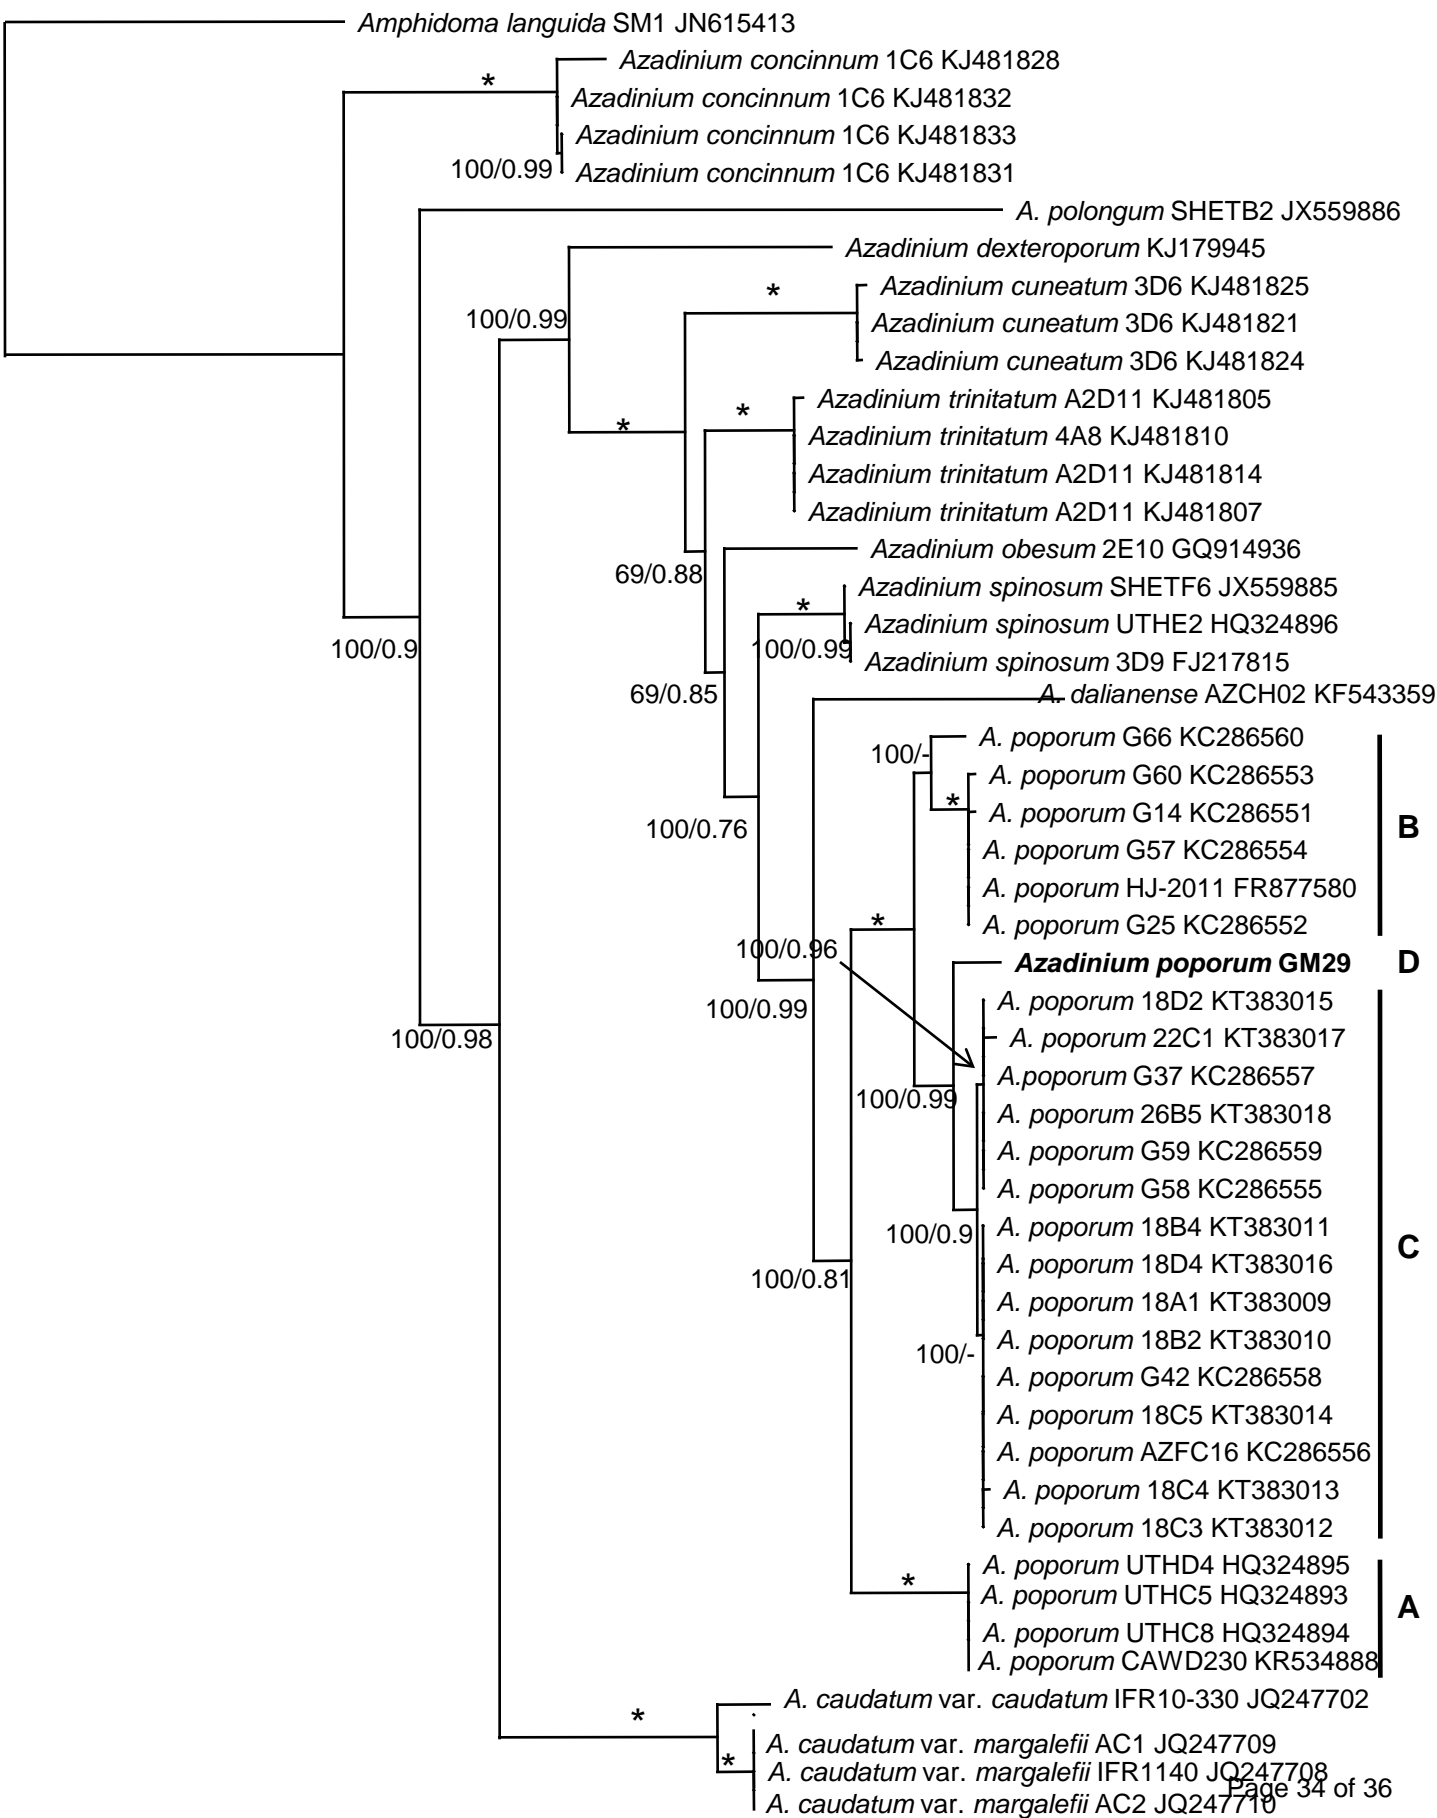 Amphidoma languida SM1 JN615413
Azadinium concinnum 1C6 KJ481828
*
Azadinium concinnum 1C6 KJ481832
Azadinium concinnum 1C6 KJ481833
100/0.99
Azadinium concinnum 1C6 KJ481831
A. polongum SHETB2 JX559886
Azadinium dexteroporum KJ179945
*
Azadinium cuneatum 3D6 KJ481825
100/0.99
Azadinium cuneatum 3D6 KJ481821
Azadinium cuneatum 3D6 KJ481824
Azadinium trinitatum A2D11 KJ481805
*
*
Azadinium trinitatum 4A8 KJ481810
Azadinium trinitatum A2D11 KJ481814
Azadinium trinitatum A2D11 KJ481807
Azadinium obesum 2E10 GQ914936
69/0.88
Azadinium spinosum SHETF6 JX559885
*
Azadinium spinosum UTHE2 HQ324896
100/0.9
100/0.99
Azadinium spinosum 3D9 FJ217815
69/0.85
A. dalianense AZCH02 KF543359
A. poporum G66 KC286560
100/-
A. poporum G60 KC286553
*
A. poporum G14 KC286551
100/0.76
B
A. poporum G57 KC286554
A. poporum HJ-2011 FR877580
*
A. poporum G25 KC286552
100/0.96
Azadinium poporum GM29 D
A. poporum 18D2 KT383015
100/0.99
100/0.98
A. poporum 22C1 KT383017
A.poporum G37 KC286557
100/0.99
A. poporum 26B5 KT383018
A. poporum G59 KC286559
A. poporum G58 KC286555
A. poporum 18B4 KT383011
100/0.9
C
A. poporum 18D4 KT383016
100/0.81
A. poporum 18A1 KT383009
A. poporum 18B2 KT383010
100/-
A. poporum G42 KC286558
A. poporum 18C5 KT383014
A. poporum AZFC16 KC286556
A. poporum 18C4 KT383013
A. poporum 18C3 KT383012
A. poporum UTHD4 HQ324895
*
A. poporum UTHC5 HQ324893
A
A. poporum UTHC8 HQ324894
A. poporum CAWD230 KR534888
A. caudatum var. caudatum IFR10-330 JQ247702
*
A. caudatum var. margalefii AC1 JQ247709
*
A. caudatum var. margalefii IFR1140 JQ247708
Page 34 of 36
A. caudatum var. margalefii AC2 JQ247710